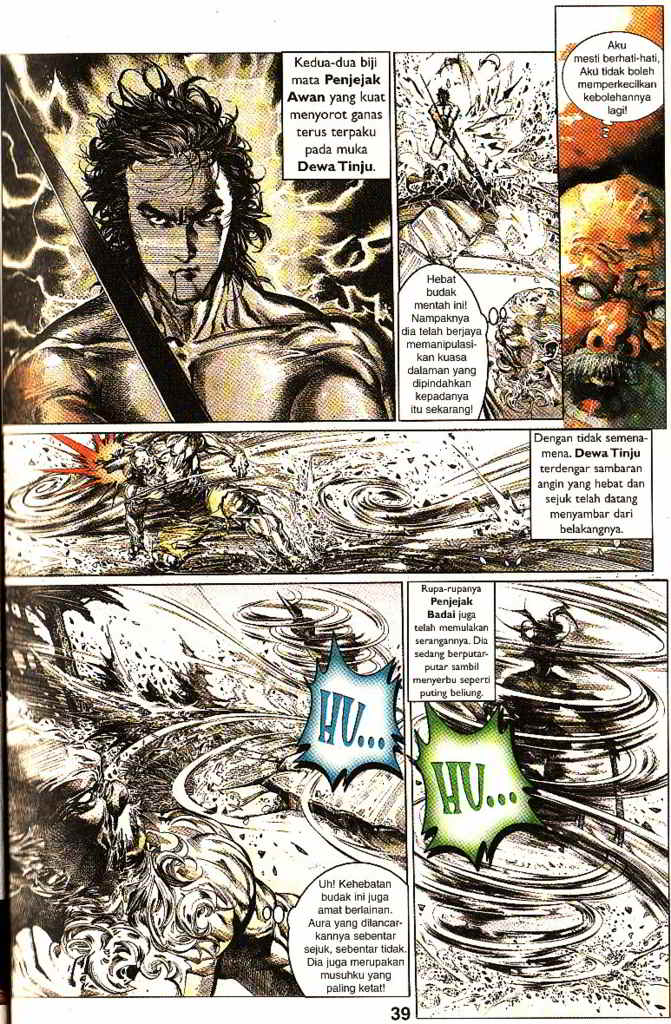 Kedua-dua biji
mata Penjejak
Awan yang kuat
menyorot ganas
terus terpaku
pada muka
Dewa Tinju.
Hebat
budak
mentah ini!
Nampaknya
dia telah berjaya
memanipulasi-
kan kuasa
dalaman yang
dipindahkan
kepadanya
itu sekarang!
Aku
mesti berhati-hati,
Aku tidak boleh
memperkecilkan
kebolehannya
lagi!
Dengan tidak semena-
mena. Dewa Tinju
terdengar sambaran
angin yang hebat dan
sejuk telah datang
menyambar dari
belakangnya.
HU...
Uh! Kehebatan
budak ini juga
amat berlainan.
Aura yang dilancar-
kannya sebentar
sejuk, sebentar tidak.
Dia juga merupakan
musuhku yang
paling ketat!
Rupa-rupanya
Penjejak
Badai juga
telah memulakan
serangannya. Dia
sedang berputar-
putar sambil
menyerbu seperti
puting beliung.
HU...
39